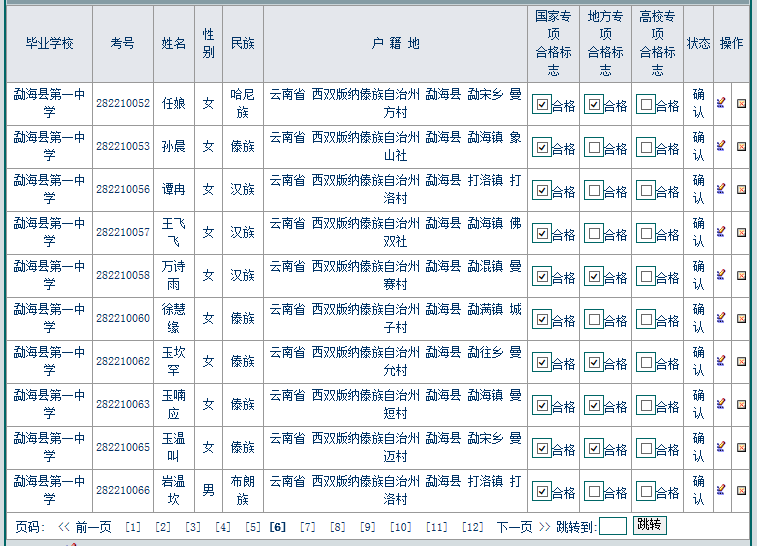 毕业学校 考号 姓名 性别 民族 户 籍 地 国家专项合格标志 地方专项合格标志 高校专项合格标志 状态 操作
勐海县第一中学 282210052 任娘 女 哈尼族 云南省 西双版纳傣族自治州 勐海县 勐宋乡 曼方村 合格 合格 合格 确认
勐海县第一中学 282210053 孙晨 女 傣族 云南省 西双版纳傣族自治州 勐海县 勐海镇 象山社 合格 合格 合格 确认
勐海县第一中学 282210056 谭冉 女 汉族 云南省 西双版纳傣族自治州 勐海县 打洛镇 打洛村 合格 合格 合格 确认
勐海县第一中学 282210057 王飞飞 女 汉族 云南省 西双版纳傣族自治州 勐海县 勐海镇 佛双社 合格 合格 合格 确认
勐海县第一中学 282210058 万诗雨 女 汉族 云南省 西双版纳傣族自治州 勐海县 勐混镇 曼赛村 合格 合格 合格 确认
勐海县第一中学 282210060 徐慧缘 女 傣族 云南省 西双版纳傣族自治州 勐海县 勐满镇 城子村 合格 合格 合格 确认
勐海县第一中学 282210062 玉坎罕 女 傣族 云南省 西双版纳傣族自治州 勐海县 勐往乡 曼允村 合格 合格 合格 确认
勐海县第一中学 282210063 玉喃应 女 傣族 云南省 西双版纳傣族自治州 勐海县 勐海镇 曼短村 合格 合格 合格 确认
勐海县第一中学 282210065 玉温叫 女 傣族 云南省 西双版纳傣族自治州 勐海县 勐宋乡 曼迈村 合格 合格 合格 确认
勐海县第一中学 282210066 岩温坎 男 布朗族 云南省 西双版纳傣族自治州 勐海县 打洛镇 打洛村 合格 合格 合格 确认
页码: << 前一页 [1] [2] [3] [4] [5] [6] [7] [8] [9] [10] [11] [12] 下一页 >> 跳转到: 跳转